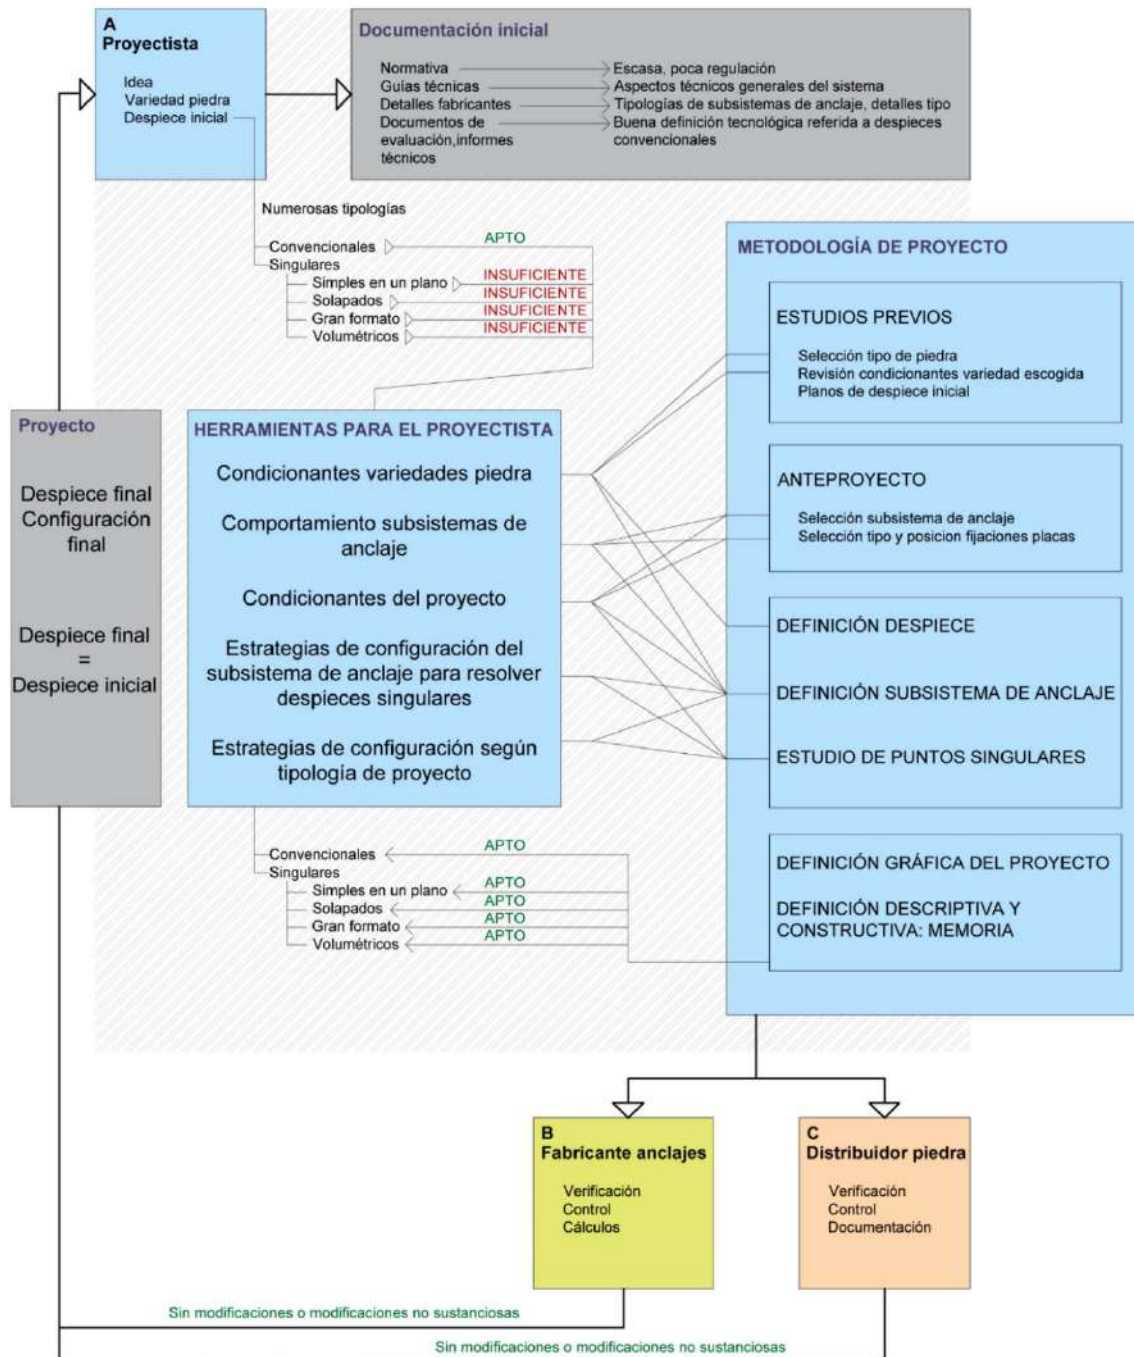 A
Proyectista
Idea
Variedad piedra
Despiece inicial
Documentación inicial
Normativa
Escasa, poca regulación
Guías técnicas
Aspectos técnicos generales del sistema
Detalles fabricantes
Tipologías de subsistemas de anclaje, detalles tipo
Documentos de
evaluación,informes
técnicos
Buena definición tecnológica referida a despieces
convencionales
Numerosas tipologías
Convencionales
APTO
Singulares
Simples en un plano
INSUFICIENTE
Solapados
INSUFICIENTE
Gran formato
INSUFICIENTE
Volumétricos
INSUFICIENTE
Proyecto
Despiece final
Configuración
final
Despiece final
=
Despiece inicial
HERRAMIENTAS PARA EL PROYECTISTA
Condicionantes variedades piedra
Comportamiento subsistemas de
anclaje
Condicionantes del proyecto
Estrategias de configuración del
subsistema de anclaje para resolver
despieces singulares
Estrategias de configuración según
tipología de proyecto
METODOLOGÍA DE PROYECTO
ESTUDIOS PREVIOS
Selección tipo de piedra
Revisión condicionantes variedad escogida
Planos de despiece inicial
ANTEPROYECTO
Selección subsistema de anclaje
Selección tipo y posicion fijaciones placas
DEFINICIÓN DESPIECE
DEFINICIÓN SUBSISTEMA DE ANCLAJE
ESTUDIO DE PUNTOS SINGULARES
DEFINICIÓN GRÁFICA DEL PROYECTO
DEFINICIÓN DESCRIPTIVA Y
CONSTRUCTIVA: MEMORIA
Convencionales
APTO
Singulares
Simples en un plano
APTO
Solapados
APTO
Gran formato
APTO
Volumétricos
APTO
B
Fabricante anclajes
Verificación
Control
Cálculos
C
Distribuidor piedra
Verificación
Control
Documentación
Sin modificaciones o modificaciones no sustanciosas
Sin modificaciones o modificaciones no sustanciosas